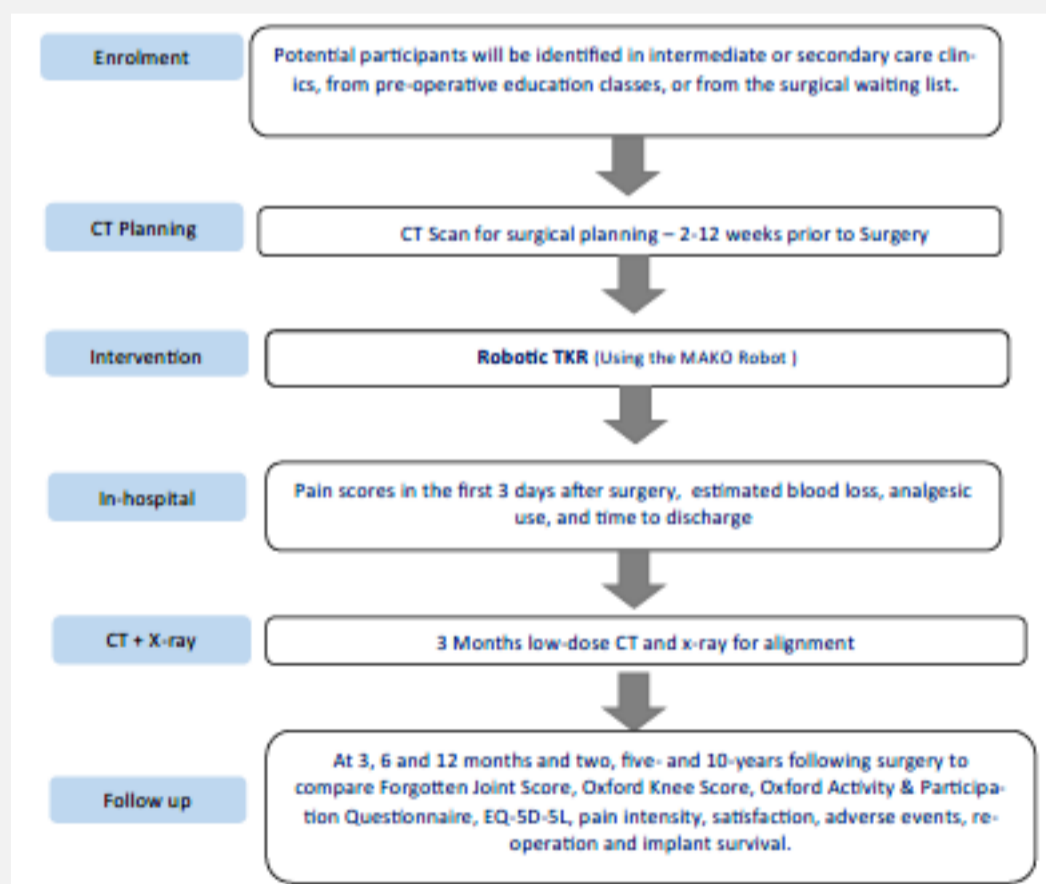 Enrolment
Potential participants will be identified in intermediate or secondary care clin-
ics, from pre-operative education classes, or from the surgical waiting list.
CT Planning
CT Scan for surgical planning – 2-12 weeks prior to Surgery
Intervention
Robotic TKR (Using the MAKO Robot )
In-hospital
Pain scores in the first 3 days after surgery, estimated blood loss, analgesic
use, and time to discharge
CT + X-ray
3 Months low-dose CT and x-ray for alignment
Follow up
At 3, 6 and 12 months and two, five- and 10-years following surgery to
compare Forgotten Joint Score, Oxford Knee Score, Oxford Activity & Participa-
tion Questionnaire, EQ-5D-5L, pain intensity, satisfaction, adverse events, re-
operation and implant survival.